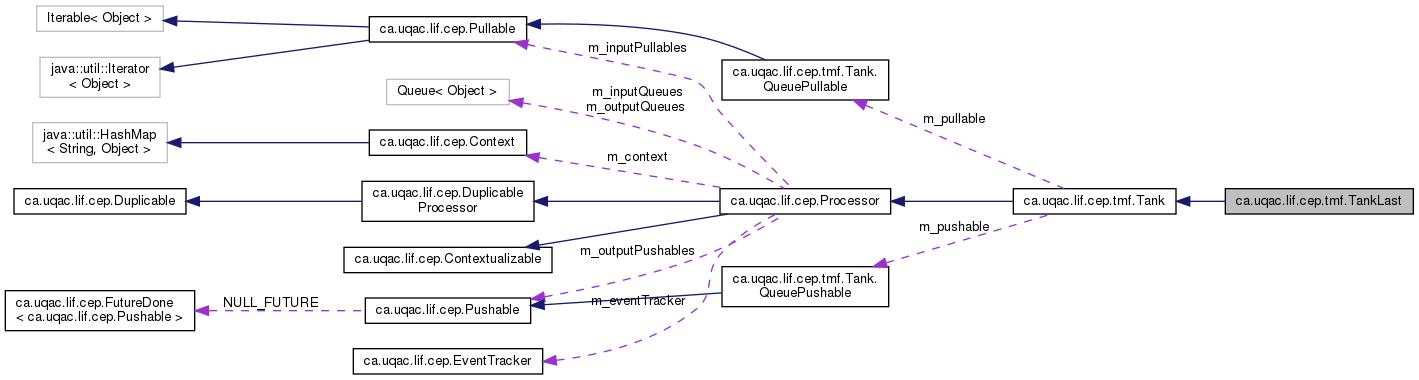 Iterable< Object >
ca.uqac.lif.cep.Pullable
m_inputPullables
java::util::Iterator
< Object >
ca.uqac.lif.cep.tmf.Tank.
QueuePullable
Queue< Object >
m_inputQueues
m_outputQueues
m_pullable
java::util::HashMap
< String, Object >
ca.uqac.lif.cep.Context
m_context
ca.uqac.lif.cep.Duplicable
ca.uqac.lif.cep.Duplicable
Processor
ca.uqac.lif.cep.Processor
ca.uqac.lif.cep.tmf.Tank
ca.uqac.lif.cep.tmf.TankLast
m_pushable
ca.uqac.lif.cep.Contextualizable
m_outputPushables
ca.uqac.lif.cep.tmf.Tank.
QueuePushable
ca.uqac.lif.cep.FutureDone
< ca.uqac.lif.cep.Pushable >
NULL_FUTURE
ca.uqac.lif.cep.Pushable
m_eventTracker
ca.uqac.lif.cep.EventTracker